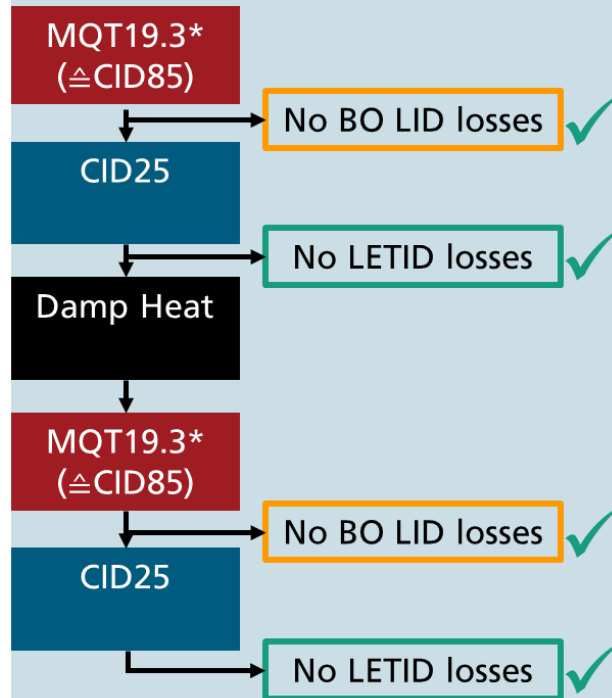 MQT19.3*
(≙CID85)
No BO LID losses
CID25
No LETID losses
Damp Heat
MQT19.3*
(≙CID85)
No BO LID losses
CID25
No LETID losses